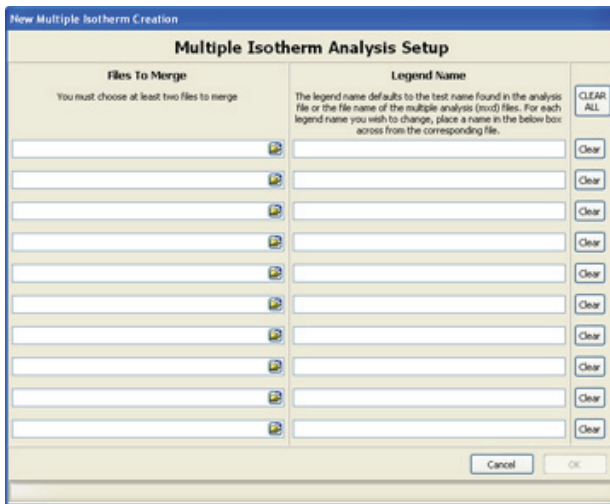 New Multiple Isotherm Creation
Multiple Isotherm Analysis Setup
Files To Merge
You must choose at least two files to merge
Legend Name
The legend name defaults to the test name found in the analysis
file or the file name of the multiple analysis (mxd) files. For each
legend name you wish to change, place a name in the below box
across from the corresponding file.
CLEAR
ALL
Clear
Clear
Clear
Clear
Clear
Clear
Clear
Clear
Clear
Clear
Cancel
OK